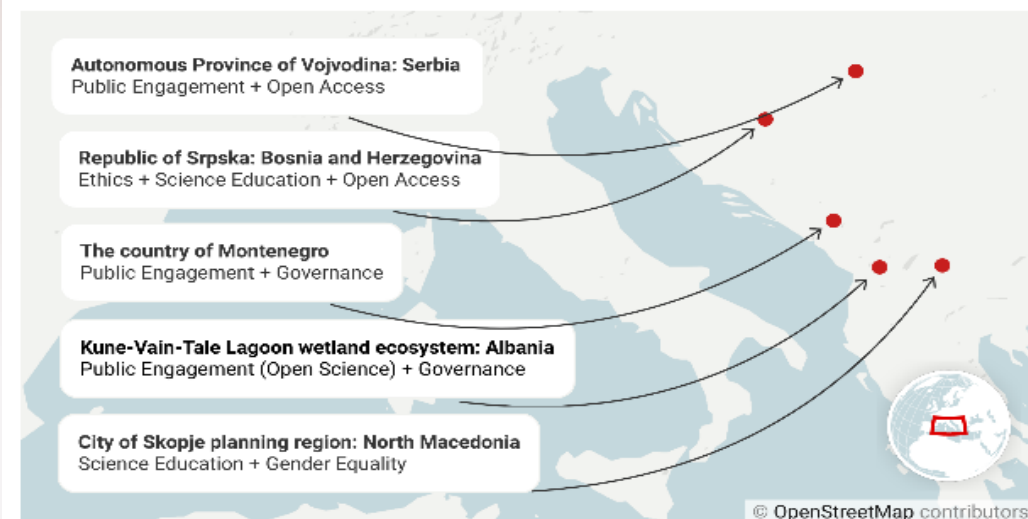 Autonomous Province of Vojvodina: Serbia
Public Engagement + Open Access
Republic of Srpska: Bosnia and Herzegovina
Ethics + Science Education + Open Access
The country of Montenegro
Public Engagement + Governance
Kune-Vain-Tale Lagoon wetland ecosystem: Albania
Public Engagement (Open Science) + Governance
City of Skopje planning region: North Macedonia
Science Education + Gender Equality
© OpenStreetMap contributors